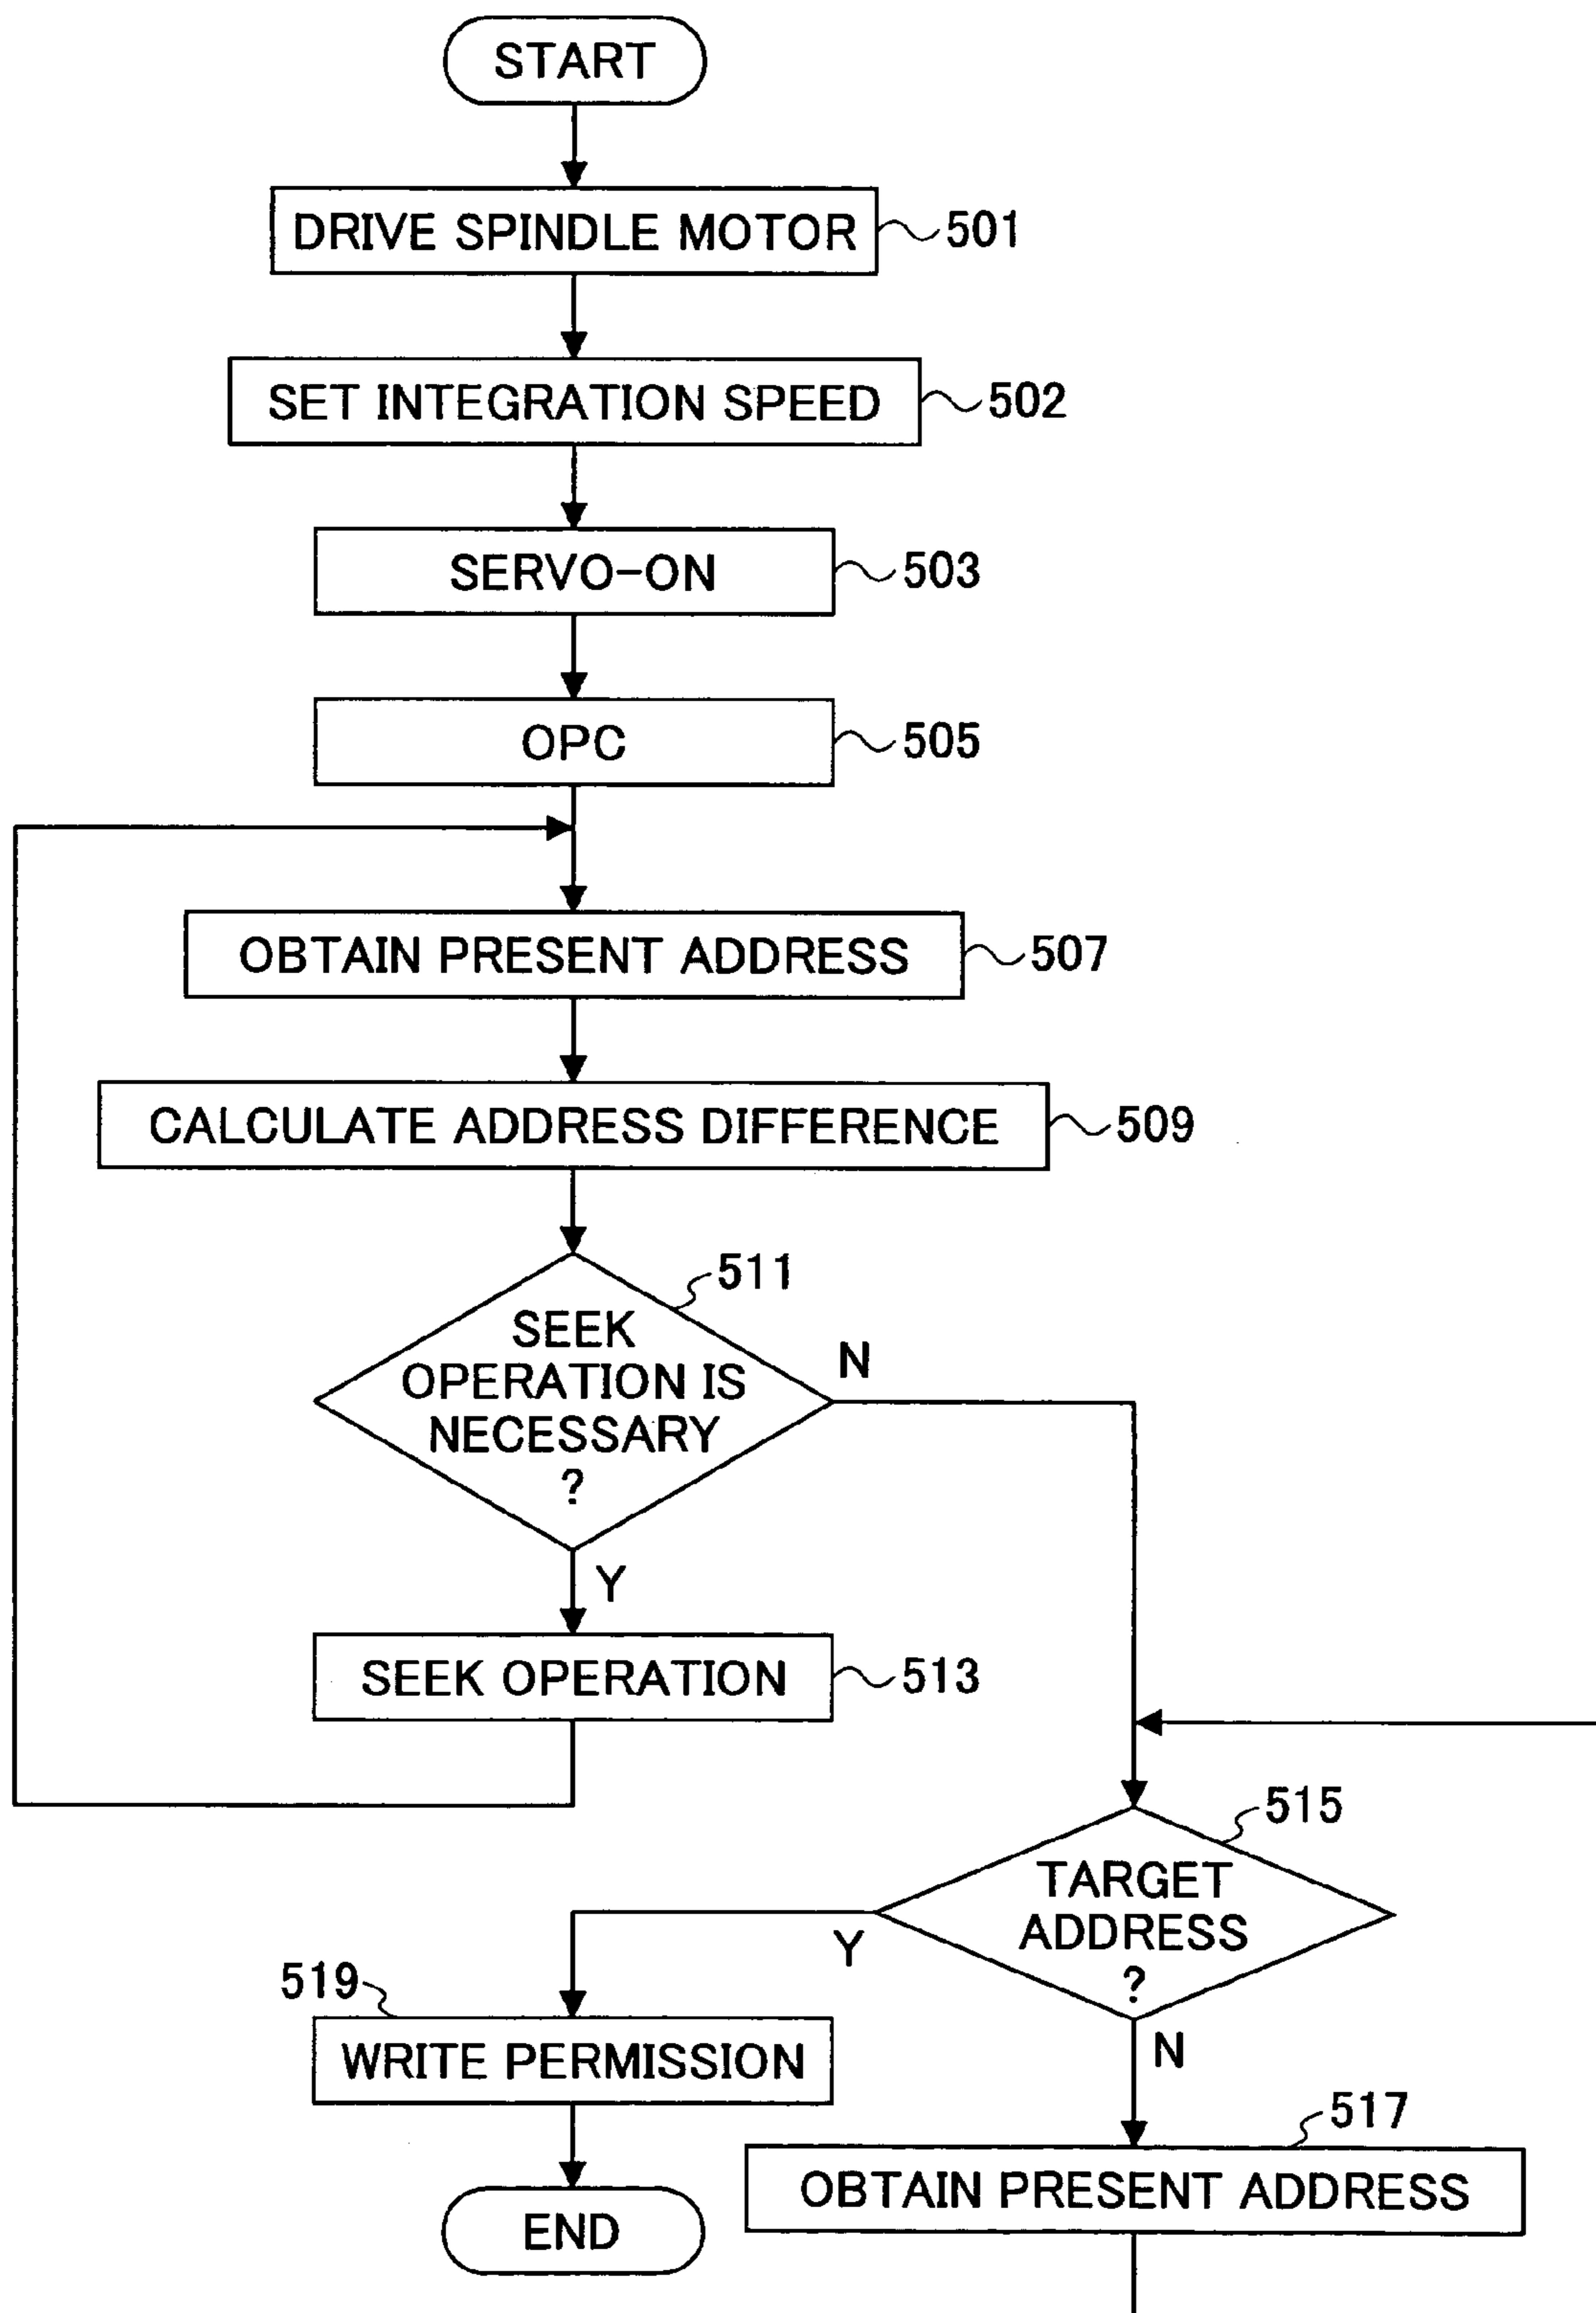 START
DRIVE SPINDLE MOTOR
501
SET INTEGRATION SPEED
502
SERVO-ON
503
OPC
505
OBTAIN PRESENT ADDRESS
507
CALCULATE ADDRESS DIFFERENCE
509
511
SEEK
OPERATION IS
NECESSARY
?
N
Y
SEEK OPERATION
513
515
TARGET
ADDRESS
?
Y
N
519
WRITE PERMISSION
517
OBTAIN PRESENT ADDRESS
END